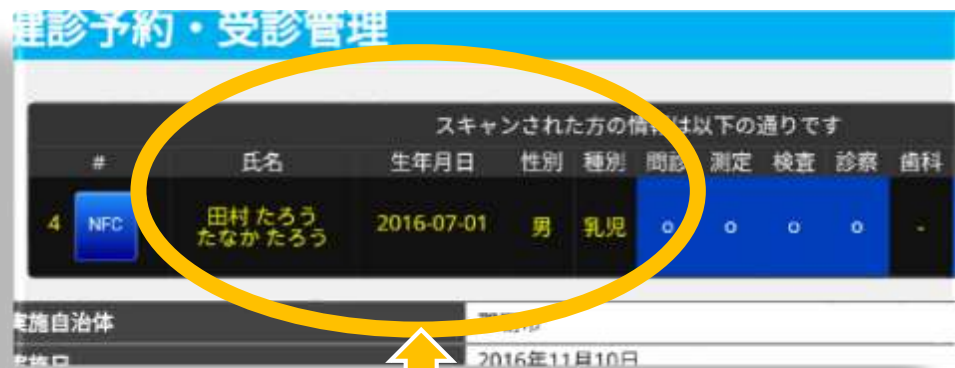 健診予約・受診管理
スキャンされた方の情報は以下の通りです
# 氏名 生年月日 性別 種別 問診 測定 検査 診察 歯科
4 NFC 田村 たろう 2016-07-01 男 乳児 o o o o -
たなか たろう
実施自治体
実施日 2016年11月10日